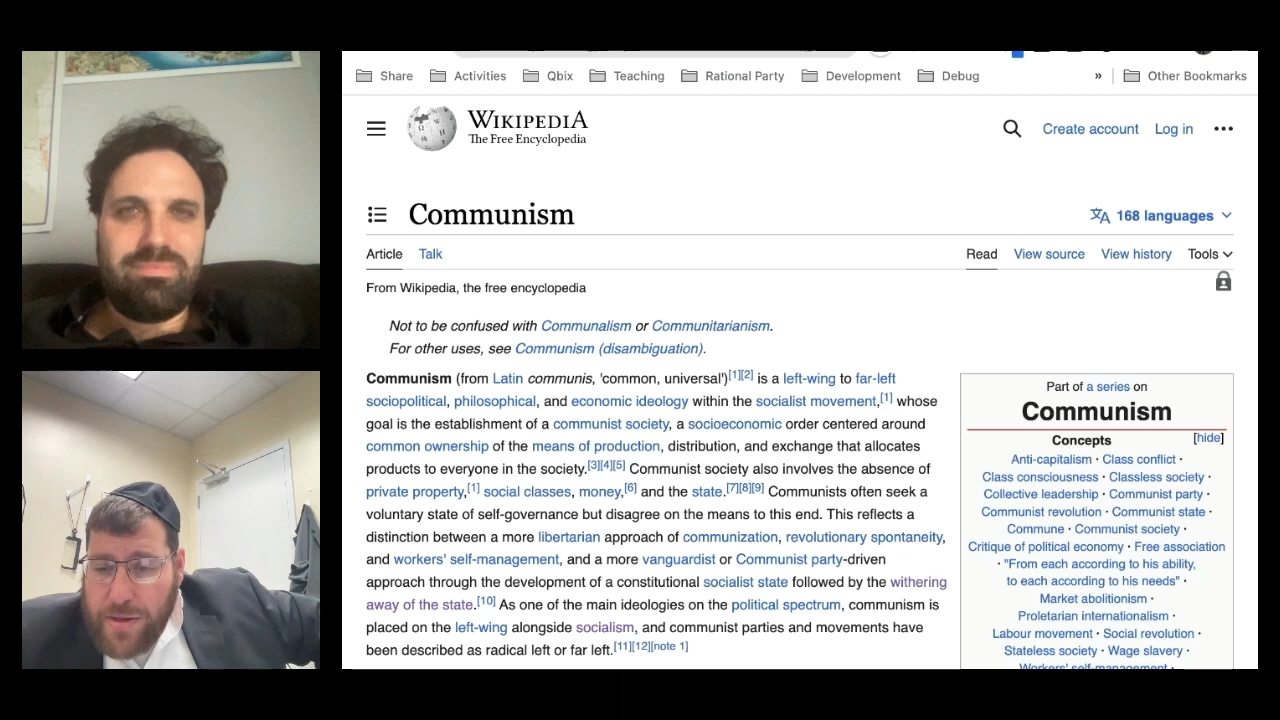 Share Activities Qbix Teaching Rational Party Development Debug » Other Bookmarks
WIKIPEDIA
The Free Encyclopedia
Create account Log in
Communism
168 languages
Article Talk Read View source View history Tools
From Wikipedia, the free encyclopedia
Not to be confused with Communalism or Communitarianism.
For other uses, see Communism (disambiguation).
Communism (from Latin communis, 'common, universal')[1][2] is a left-wing to far-left
sociopolitical, philosophical, and economic ideology within the socialist movement,[1] whose
goal is the establishment of a communist society, a socioeconomic order centered around
common ownership of the means of production, distribution, and exchange that allocates
products to everyone in the society.[3][4][5] Communist society also involves the absence of
private property,[1] social classes, money,[6] and the state.[7][8][9] Communists often seek a
voluntary state of self-governance but disagree on the means to this end. This reflects a
distinction between a more libertarian approach of communization, revolutionary spontaneity,
and workers' self-management, and a more vanguardist or Communist party-driven
approach through the development of a constitutional socialist state followed by the withering
away of the state.[10] As one of the main ideologies on the political spectrum, communism is
placed on the left-wing alongside socialism, and communist parties and movements have
been described as radical left or far left.[11][12][note 1]
Part of a series on
Communism
Concepts [hide]
Anti-capitalism · Class conflict ·
Class consciousness · Classless society ·
Collective leadership · Communist party ·
Communist revolution · Communist state ·
Commune · Communist society ·
Critique of political economy · Free association
· "From each according to his ability,
to each according to his needs" ·
Market abolitionism ·
Proletarian internationalism ·
Labour movement · Social revolution ·
Stateless society · Wage slavery ·
Workers' self-management ·